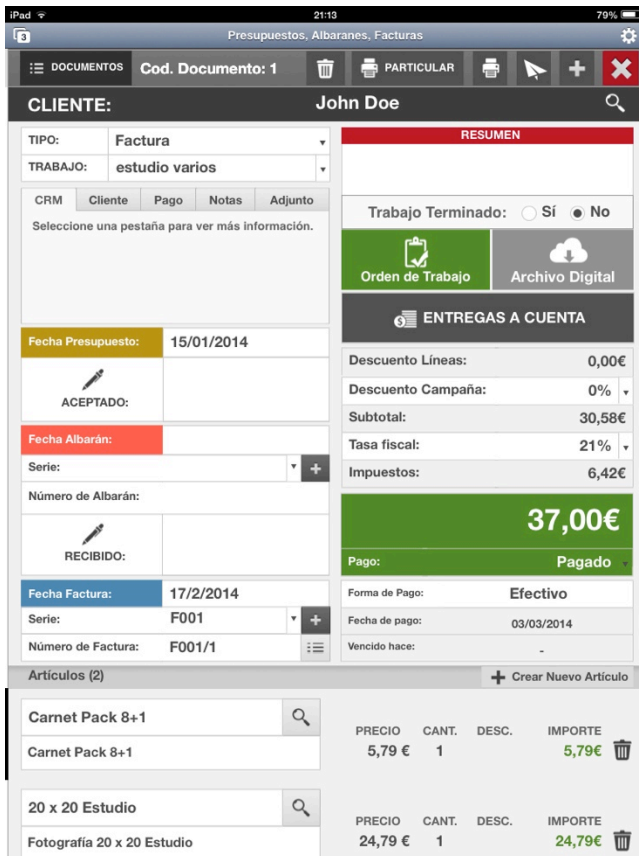 iPad 21:13 79%
3 Presupuestos, Albaranes, Facturas
DOCUMENTOS Cod. Documento: 1 PARTICULAR
CLIENTE: John Doe
TIPO: Factura
TRABAJO: estudio varios
CRM Cliente Pago Notas Adjunto
Seleccione una pestaña para ver más información.
Fecha Presupuesto: 15/01/2014
ACEPTADO:
Fecha Albarán:
Serie:
Número de Albarán:
RECIBIDO:
Fecha Factura: 17/2/2014
Serie: F001
Número de Factura: F001/1
RESUMEN
Trabajo Terminado: Sí No
Orden de Trabajo Archivo Digital
ENTREGAS A CUENTA
Descuento Líneas: 0,00€
Descuento Campaña: 0%
Subtotal: 30,58€
Tasa fiscal: 21%
Impuestos: 6,42€
37,00€
Pago: Pagado
Forma de Pago: Efectivo
Fecha de pago: 03/03/2014
Vencido hace: -
Artículos (2) Crear Nuevo Artículo
Carnet Pack 8+1
Carnet Pack 8+1
PRECIO CANT. DESC. IMPORTE
5,79 € 1 5,79€
20 x 20 Estudio
Fotografía 20 x 20 Estudio
PRECIO CANT. DESC. IMPORTE
24,79 € 1 24,79€